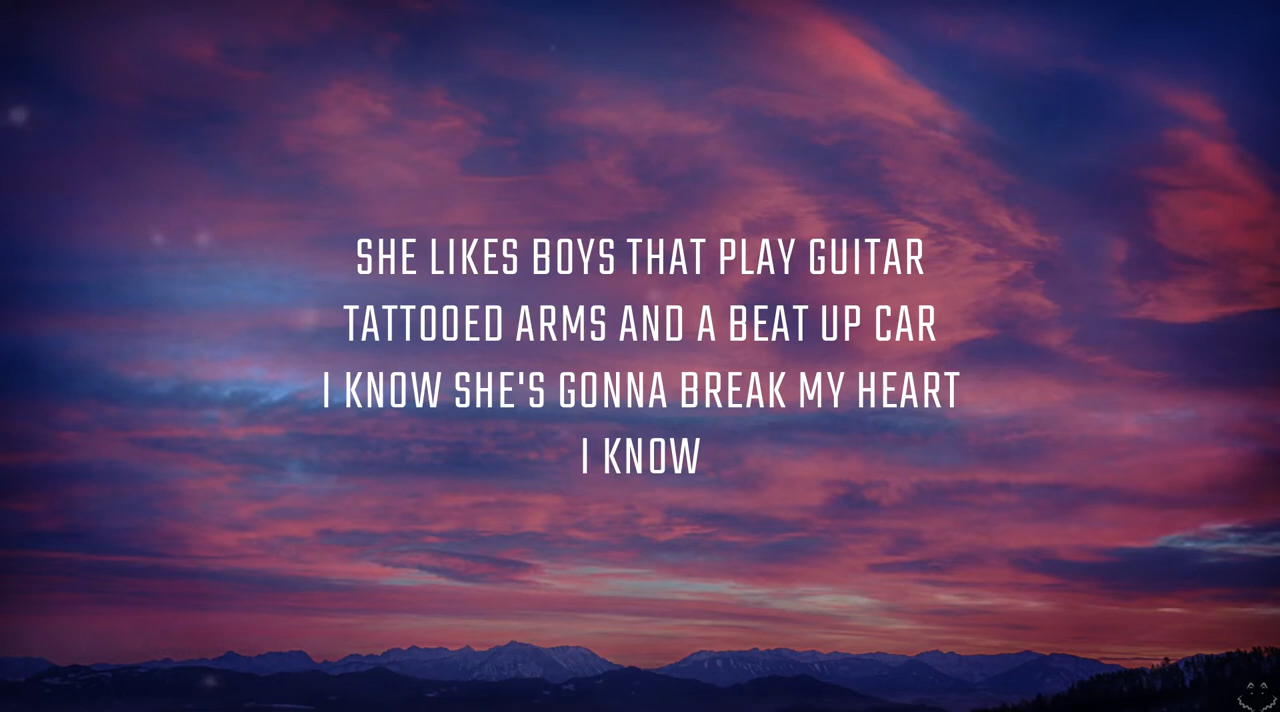 SHE LIKES BOYS THAT PLAY GUITAR
TATTOOED ARMS AND A BEAT UP CAR
I KNOW SHE'S GONNA BREAK MY HEART
I KNOW